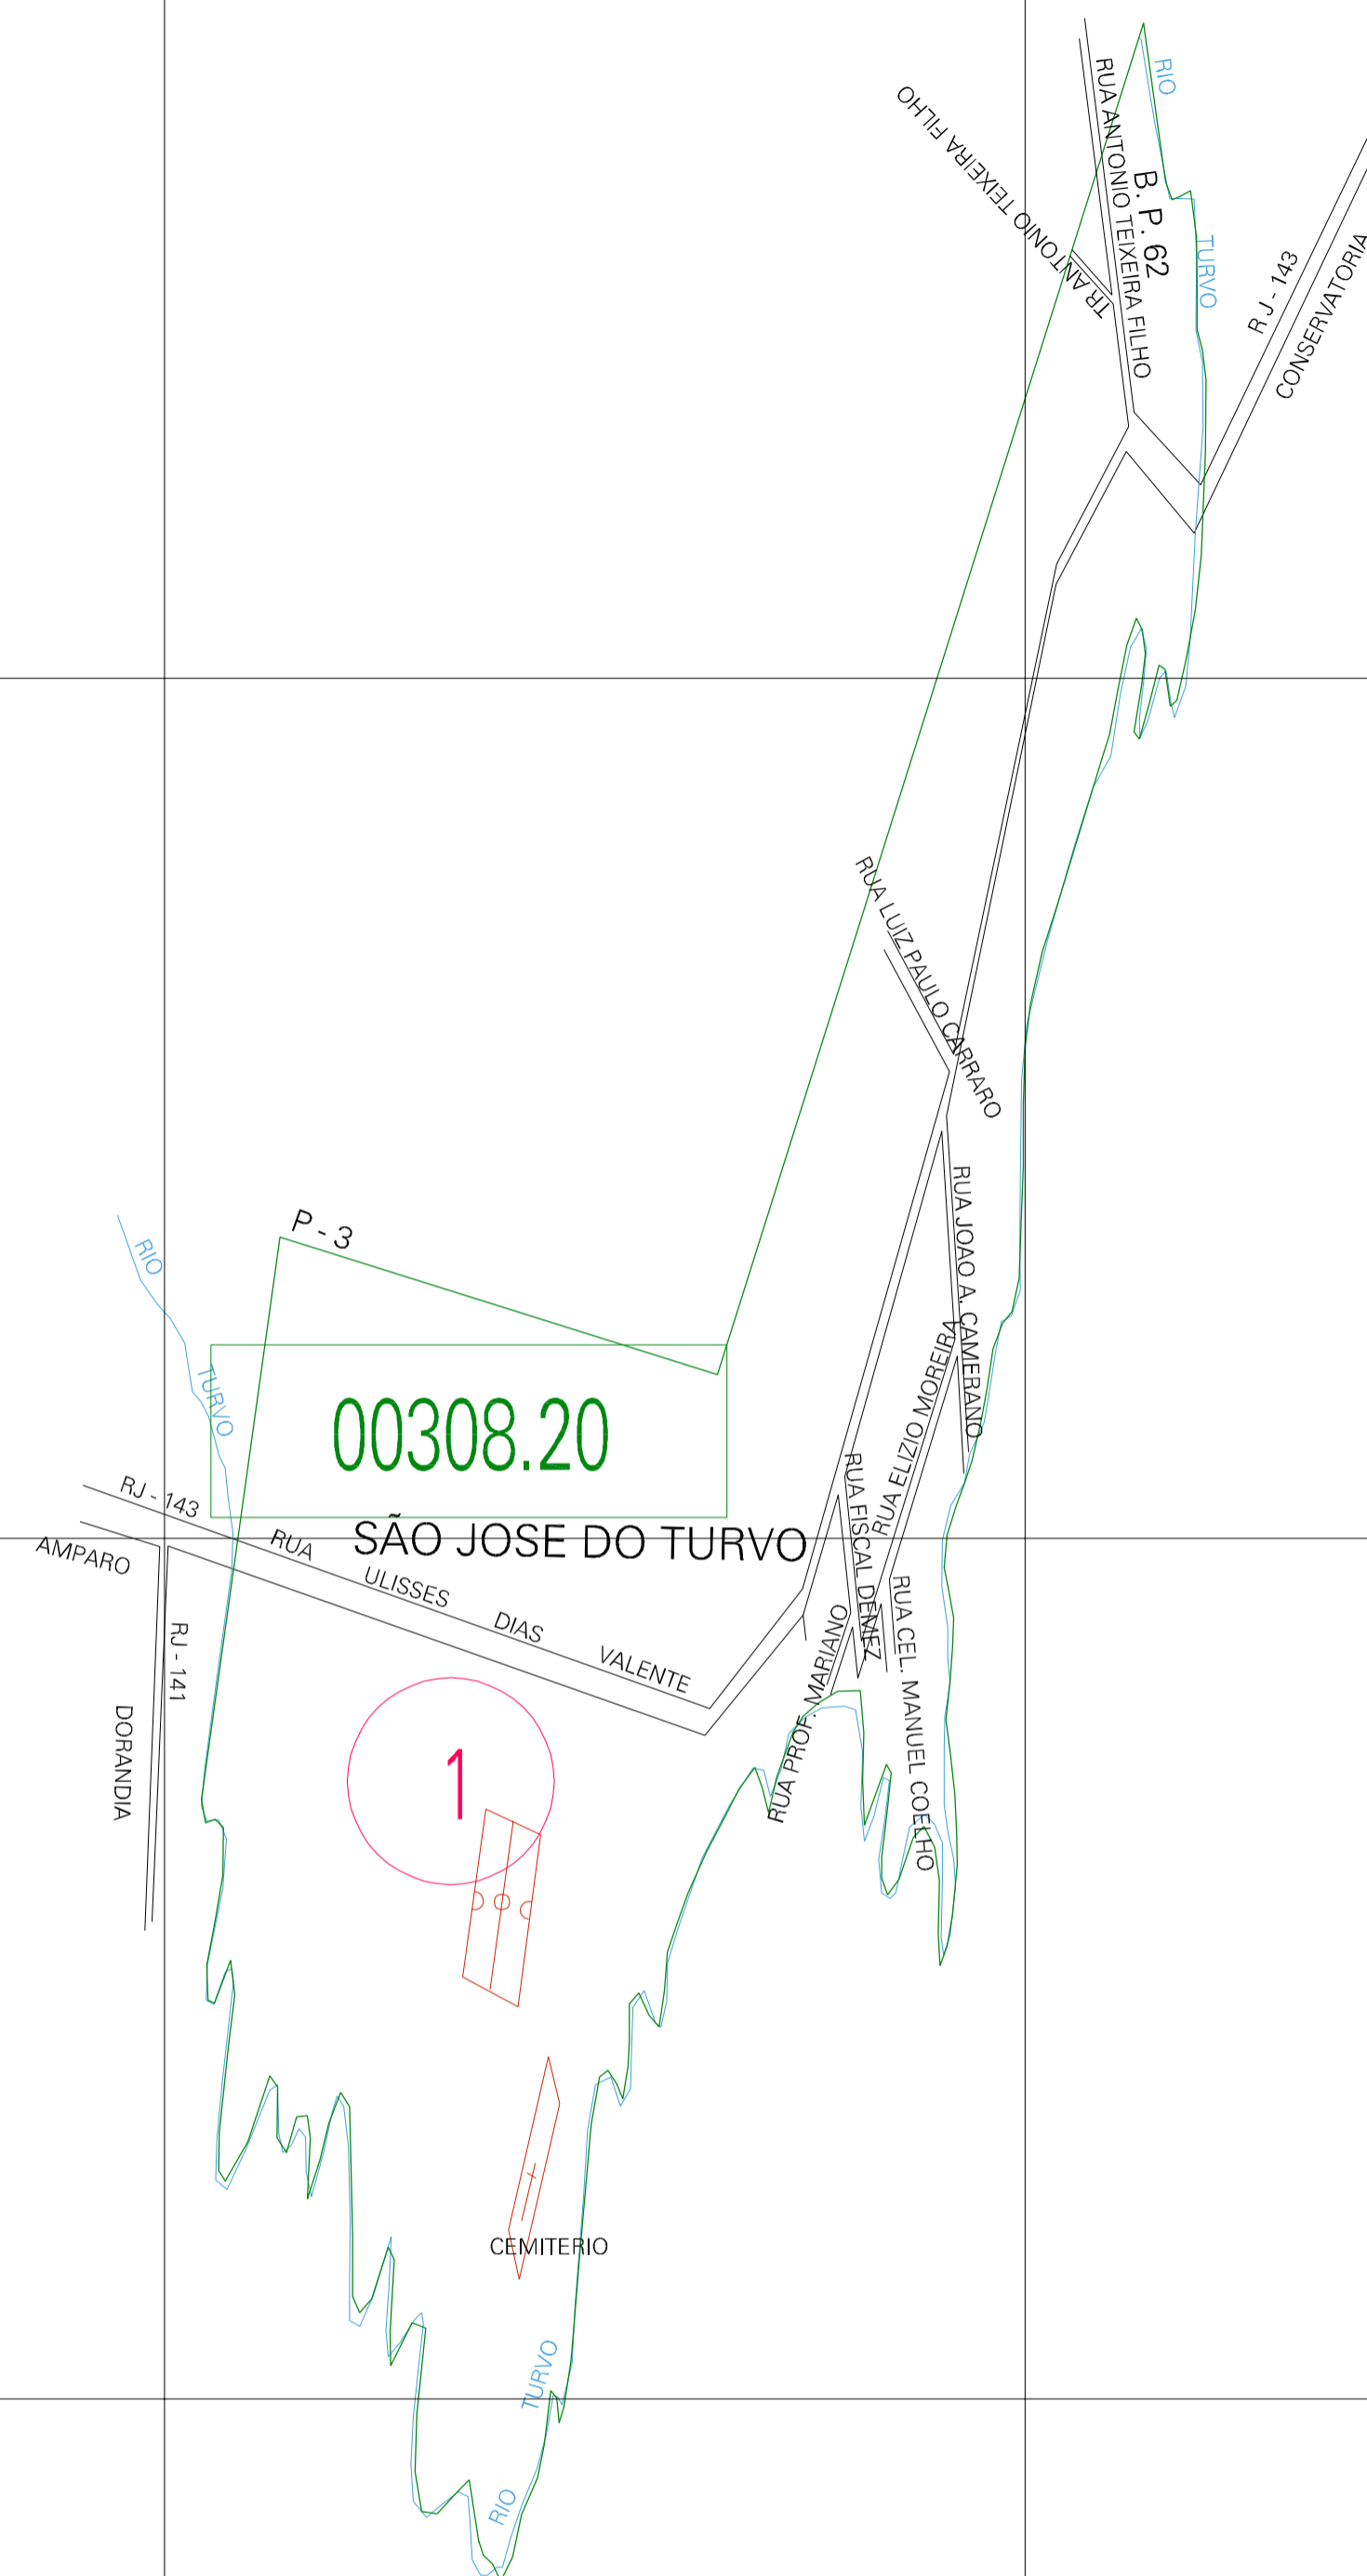 RIO
TURVO
RUA ANTONIO TEIXEIRA FILHO
B. P. 62
TR ANTONIO TEIXEIRA FILHO
R J - 143
CONSERVATORIA
RUA LUIZ PAULO CARRARO
RUA JOAO A. CAMERANO
P - 3
RIO
TURVO
00308.20
RUA ELIZIO MOREIRA
RUA FISCAL DEMEZ
RJ - 143
AMPARO
SÃO JOSE DO TURVO
RUA ULISSES DIAS VALENTE
RUA CEL. MANUEL COELHO
RUA PROF. MARIANO
RJ - 141
DORANDIA
1
CEMITERIO
TURVO
RIO